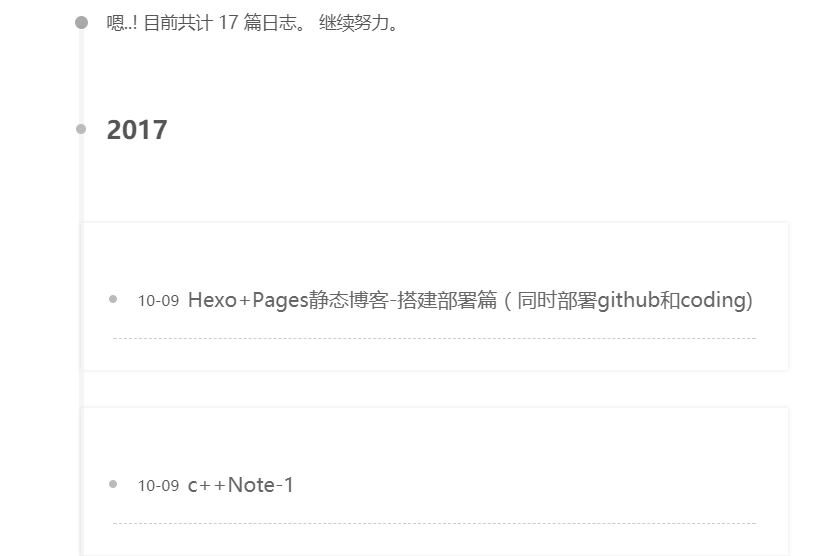 嗯..! 目前共计 17 篇日志。 继续努力。
2017
10-09 Hexo+Pages静态博客-搭建部署篇（同时部署github和coding)
10-09 c++Note-1